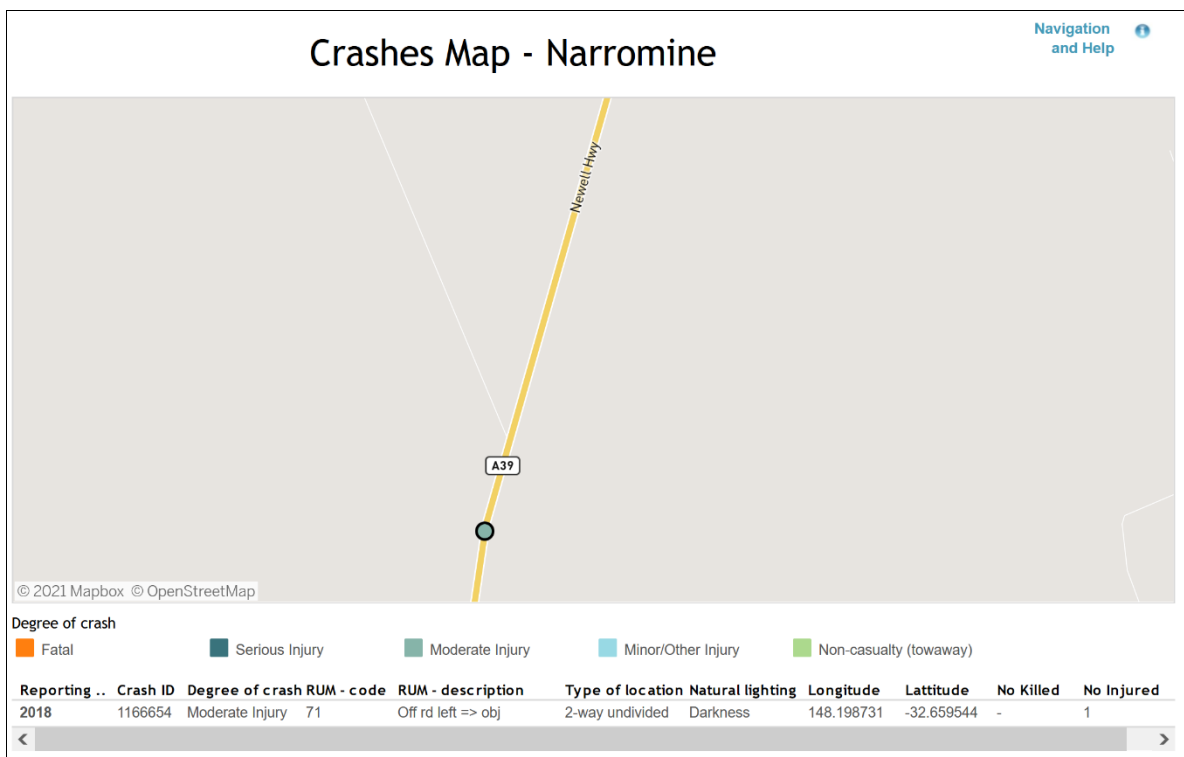 Crashes Map - Narromine
Navigation
and Help
Newell Hwy
A39
© 2021 Mapbox © OpenStreetMap
Degree of crash
Fatal Serious Injury Moderate Injury Minor/Other Injury Non-casualty (towaway)
Reporting .. Crash ID Degree of crash RUM - code RUM - description Type of location Natural lighting Longitude Lattitude No Killed No Injured
2018 1166654 Moderate Injury 71 Off rd left => obj 2-way undivided Darkness 148.198731 -32.659544 - 1